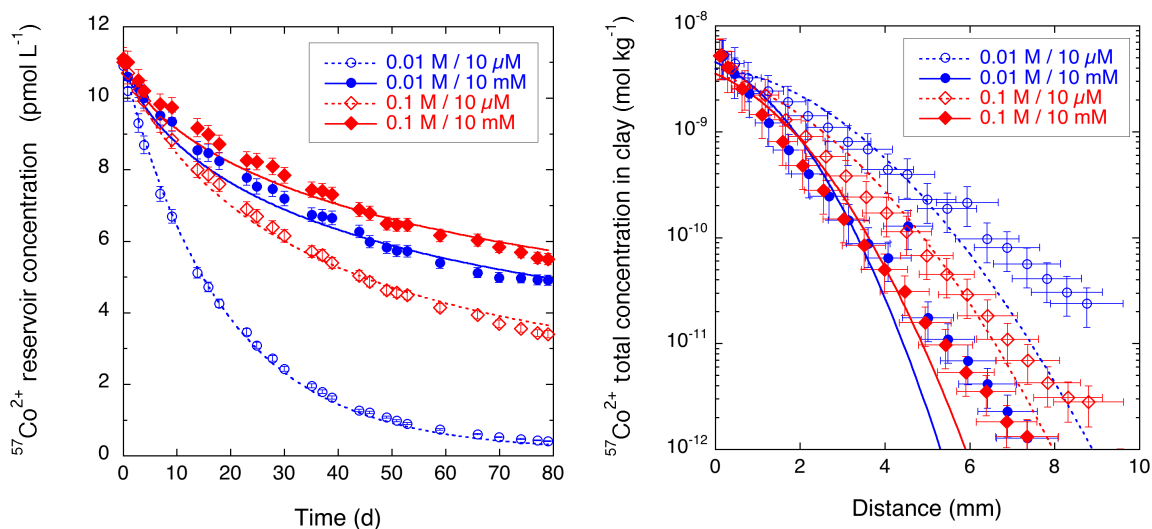 ⁵⁷Co²⁺ reservoir concentration (pmol L⁻¹)
12
10
8
6
4
2
0
0 10 20 30 40 50 60 70 80
Time (d)
0.01 M / 10 µM
0.01 M / 10 mM
0.1 M / 10 µM
0.1 M / 10 mM
⁵⁷Co²⁺ total concentration in clay (mol kg⁻¹)
10⁻⁸
10⁻⁹
10⁻¹⁰
10⁻¹¹
10⁻¹²
0 2 4 6 8 10
Distance (mm)
0.01 M / 10 µM
0.01 M / 10 mM
0.1 M / 10 µM
0.1 M / 10 mM